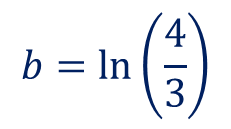 b = ln(4/3)